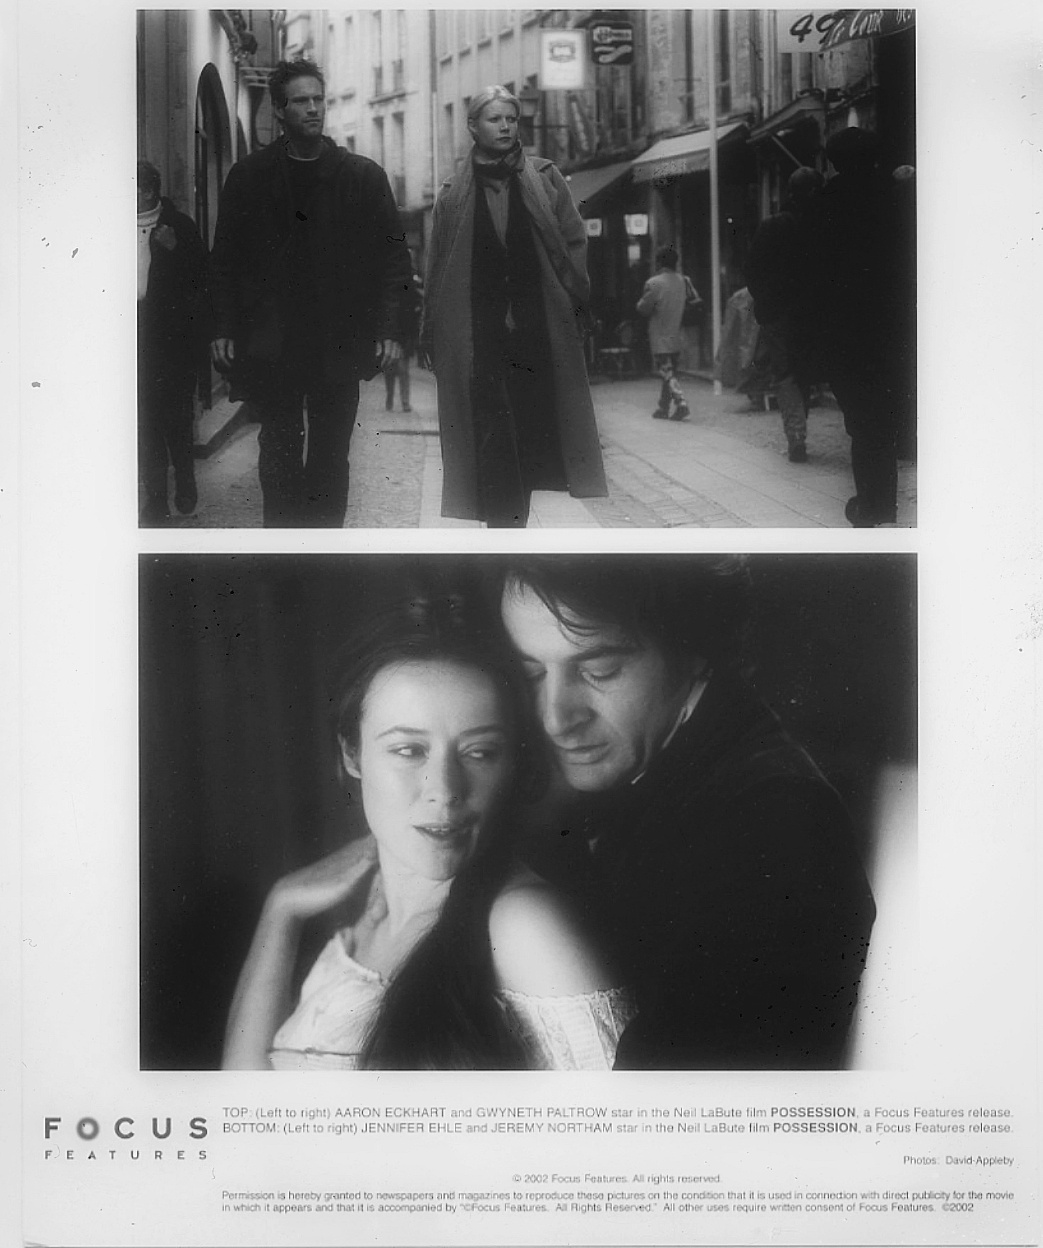 49
FOCUS
FEATURES
TOP: (Left to right) AARON ECKHART and GWYNETH PALTROW star in the Neil LaBute film POSSESSION, a Focus Features release.
BOTTOM: (Left to right) JENNIFER EHLE and JEREMY NORTHAM star in the Neil LaBute film POSSESSION, a Focus Features release.
Photos: David-Appleby
© 2002 Focus Features. All rights reserved.
Permission is hereby granted to newspapers and magazines to reproduce these pictures on the condition that it is used in connection with direct publicity for the movie
in which it appears and that it is accompanied by "©Focus Features. All Rights Reserved." All other uses require written consent of Focus Features. ©2002